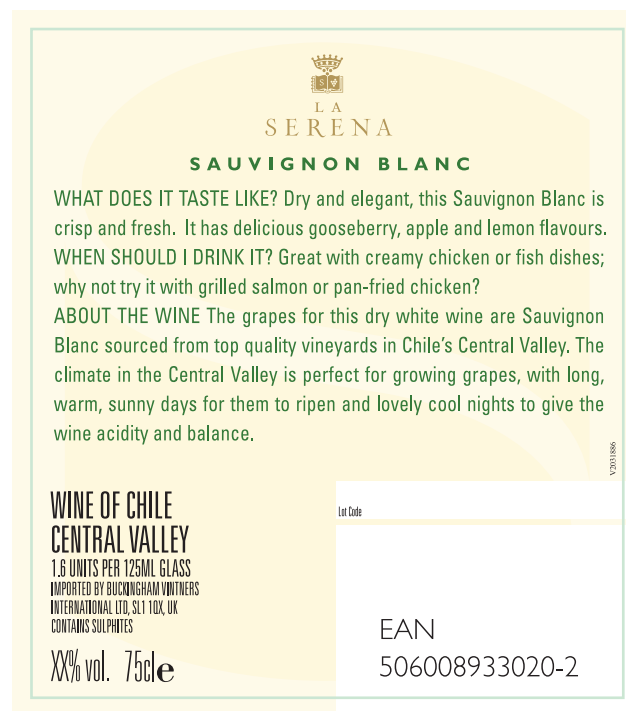 LA
SERENA
SAUVIGNON BLANC
WHAT DOES IT TASTE LIKE? Dry and elegant, this Sauvignon Blanc is
crisp and fresh. It has delicious gooseberry, apple and lemon flavours.
WHEN SHOULD I DRINK IT? Great with creamy chicken or fish dishes;
why not try it with grilled salmon or pan-fried chicken?
ABOUT THE WINE The grapes for this dry white wine are Sauvignon
Blanc sourced from top quality vineyards in Chile's Central Valley. The
climate in the Central Valley is perfect for growing grapes, with long,
warm, sunny days for them to ripen and lovely cool nights to give the
wine acidity and balance.
V2031886
WINE OF CHILE
CENTRAL VALLEY
1.6 UNITS PER 125ML GLASS
IMPORTED BY BUCKINGHAM VINTNERS
INTERNATIONAL LTD, SL1 1QX, UK
CONTAINS SULPHITES
XX% vol. 75cl e
Lot Code
EAN
506008933020-2